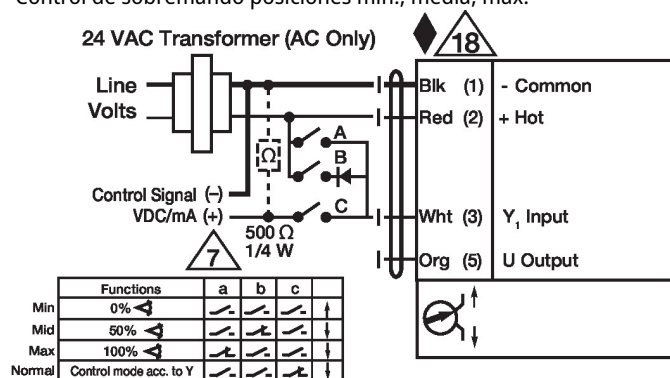 Control de sobremando posiciones mín., media, máx.
24 VAC Transformer (AC Only)
18
Line
Volts
Blk (1) - Common
Red (2) + Hot
A
B
Ω
Control Signal (–)
VDC/mA (+)
C
Wht (3) Y1 Input
500 Ω
1/4 W
7
Org (5) U Output
Functions a b c
Min 0%
Mid 50%
Max 100%
Normal Control mode acc. to Y